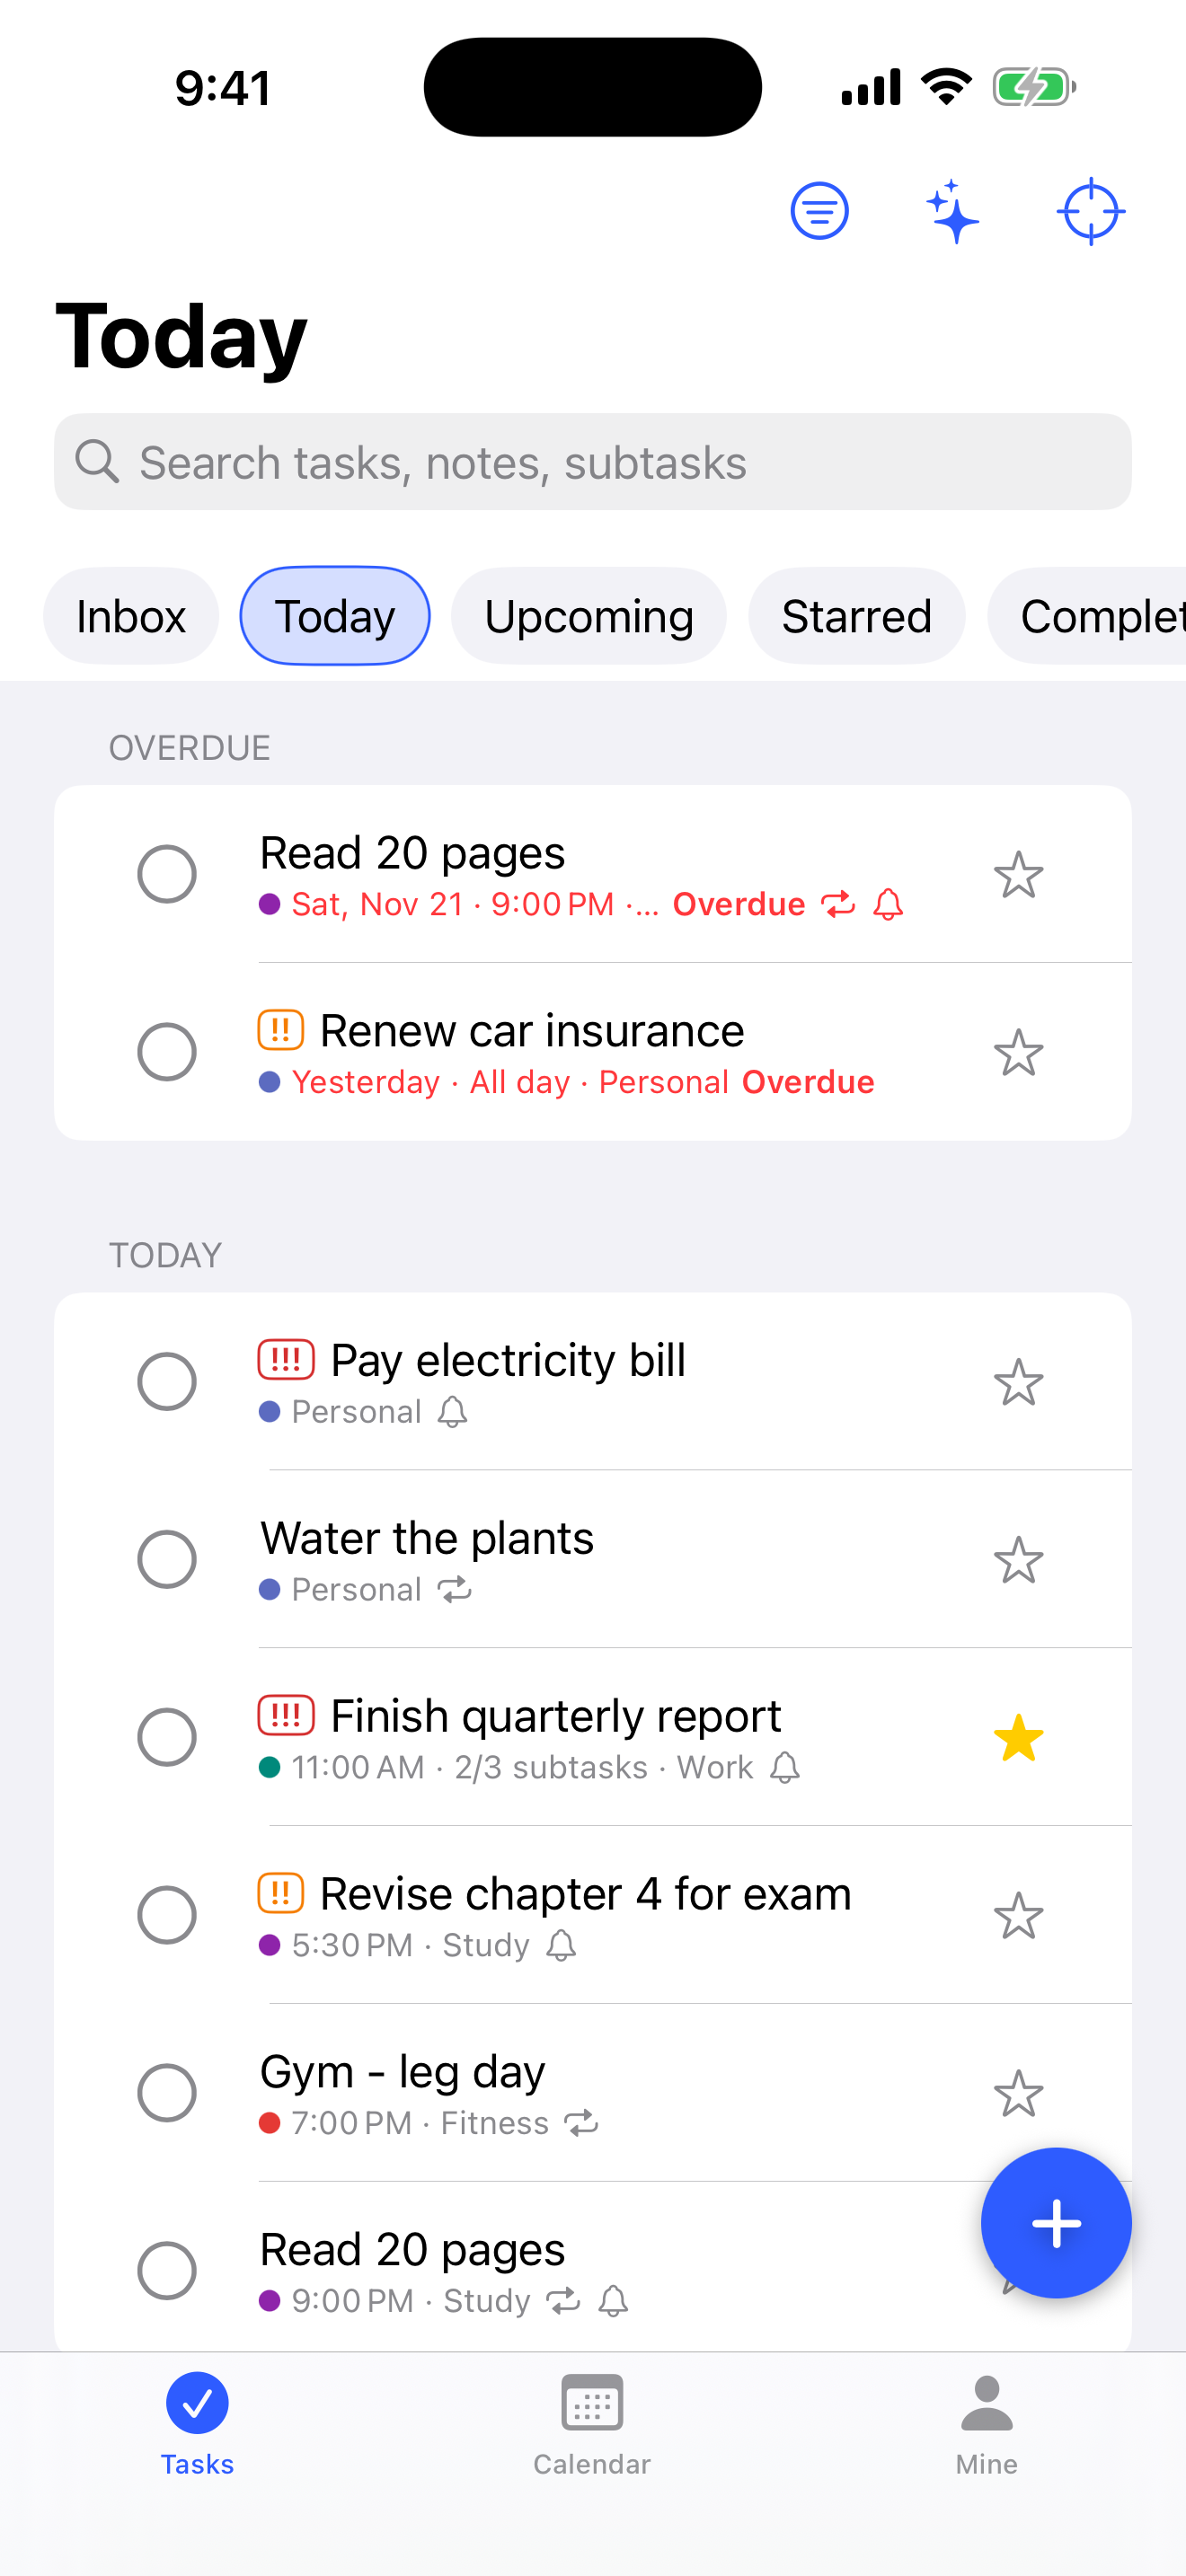 9:41
Today
Search tasks, notes, subtasks
Inbox Today Upcoming Starred Complet
OVERDUE
Read 20 pages
Sat, Nov 21 · 9:00 PM ·... Overdue
!! Renew car insurance
Yesterday · All day · Personal Overdue
TODAY
!!! Pay electricity bill
Personal
Water the plants
Personal
!!! Finish quarterly report
11:00 AM · 2/3 subtasks · Work
!! Revise chapter 4 for exam
5:30 PM · Study
Gym - leg day
7:00 PM · Fitness
Read 20 pages
9:00 PM · Study
Tasks Calendar Mine